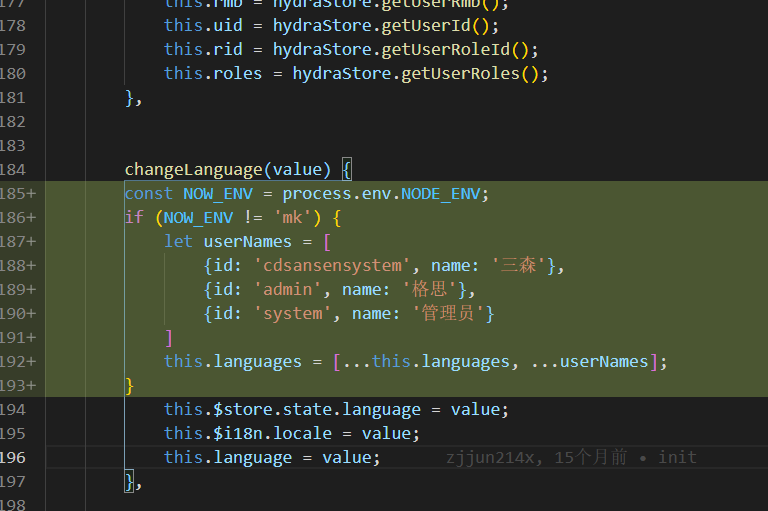 177 this.rmb = hydraStore.getUserRmb();
178 this.uid = hydraStore.getUserId();
179 this.rid = hydraStore.getUserRoleId();
180 this.roles = hydraStore.getUserRoles();
181 },
182
183
184 changeLanguage(value) {
185+ const NOW_ENV = process.env.NODE_ENV;
186+ if (NOW_ENV != 'mk') {
187+ let userNames = [
188+ {id: 'cdsansensystem', name: '三森'},
189+ {id: 'admin', name: '格思'},
190+ {id: 'system', name: '管理员'}
191+ ]
192+ this.languages = [...this.languages, ...userNames];
193+ }
194 this.$store.state.language = value;
195 this.$i18n.locale = value;
196 this.language = value; zjjun214x, 15个月前 • init
197 },
198